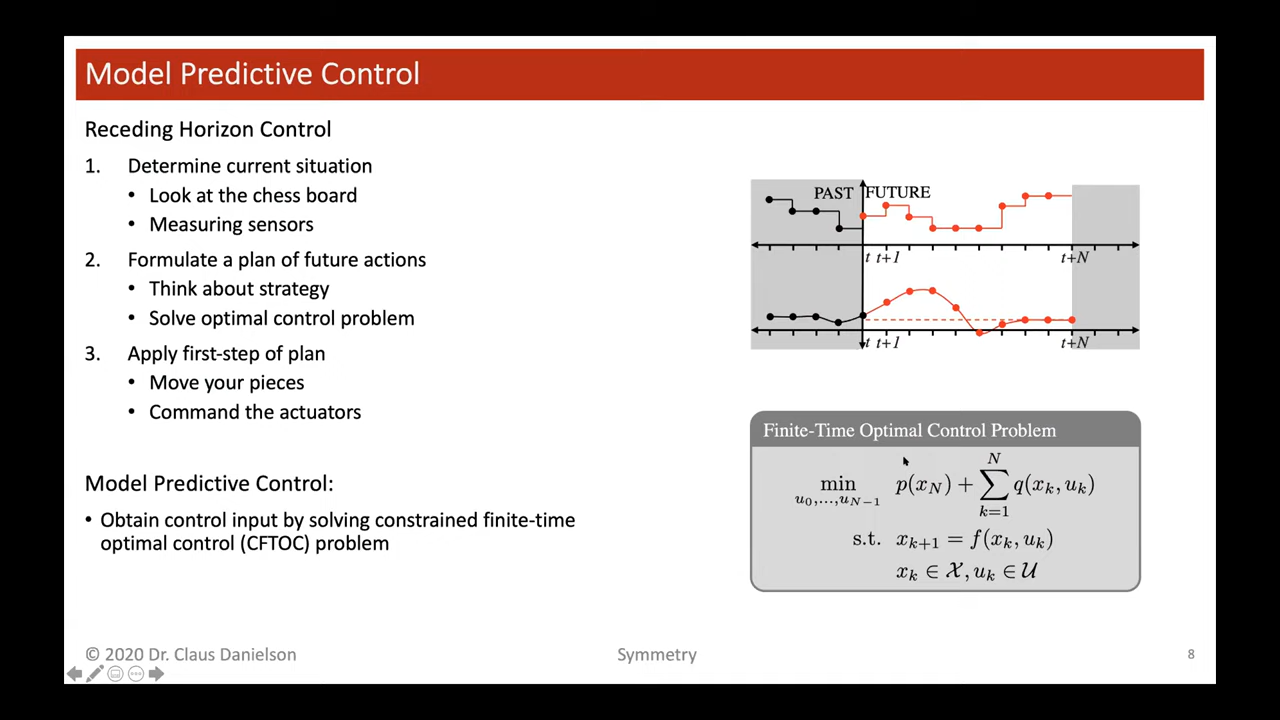 Model Predictive Control
Receding Horizon Control
1. Determine current situation
• Look at the chess board
• Measuring sensors
2. Formulate a plan of future actions
• Think about strategy
• Solve optimal control problem
3. Apply first-step of plan
• Move your pieces
• Command the actuators
Model Predictive Control:
• Obtain control input by solving constrained finite-time
optimal control (CFTOC) problem
PAST FUTURE
t t+1 t+N
t t+1 t+N
Finite-Time Optimal Control Problem
min_{u_0,...,u_{N-1}} p(x_N) + \sum_{k=1}^{N} q(x_k, u_k)
s.t. x_{k+1} = f(x_k, u_k)
x_k ∈ 𝒳, u_k ∈ 𝒰
© 2020 Dr. Claus Danielson
Symmetry
8